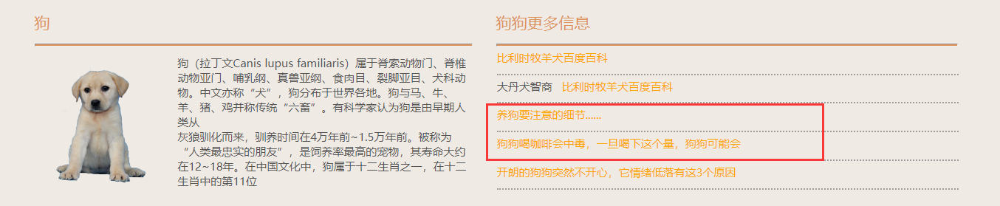 狗
狗（拉丁文Canis lupus familiaris）属于脊索动物门、脊椎
动物亚门、哺乳纲、真兽亚纲、食肉目、裂脚亚目、犬科动
物。中文亦称“犬”，狗分布于世界各地。狗与马、牛、
羊、猪、鸡并称传统“六畜”。有科学家认为狗是由早期人
类从
灰狼驯化而来，驯养时间在4万年前~1.5万年前。被称为
“人类最忠实的朋友”，是饲养率最高的宠物，其寿命大约
在12~18年。在中国文化中，狗属于十二生肖之一，在十二
生肖中的第11位
狗狗更多信息
比利时牧羊犬百度百科
大丹犬智商 比利时牧羊犬百度百科
养狗要注意的细节......
狗狗喝咖啡会中毒，一旦喝下这个量，狗狗可能会
开朗的狗狗突然不开心，它情绪低落有这3个原因